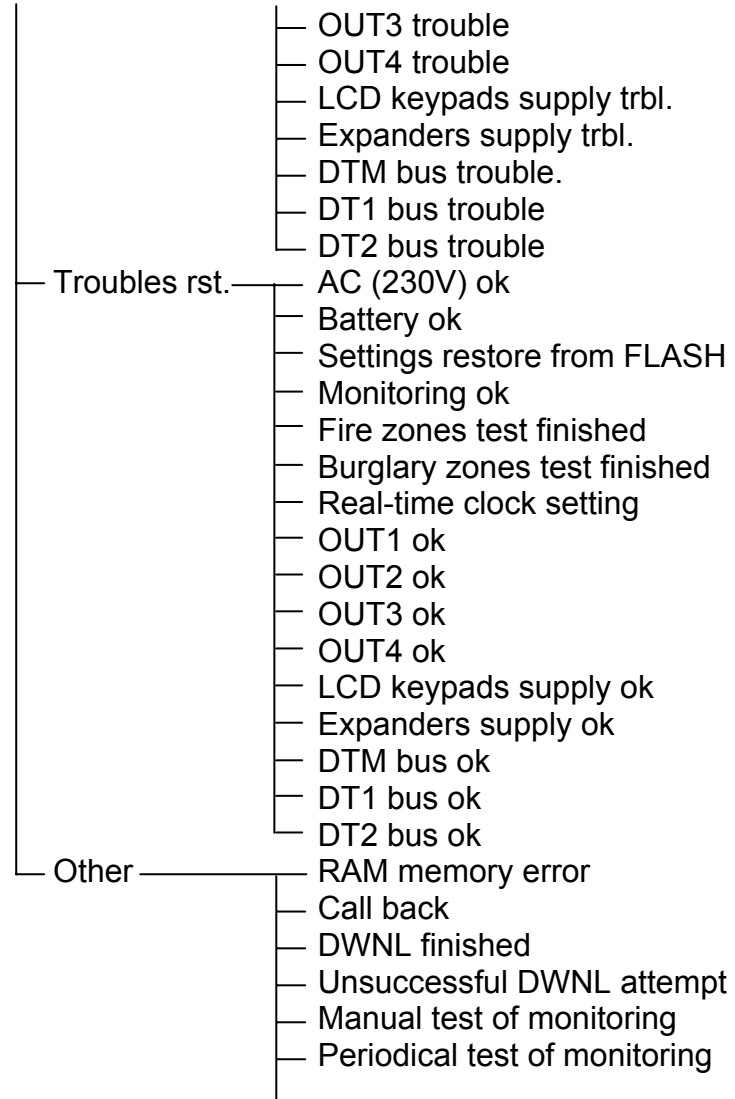 OUT3 trouble
OUT4 trouble
LCD keypads supply trbl.
Expanders supply trbl.
DTM bus trouble.
DT1 bus trouble
DT2 bus trouble
Troubles rst. AC (230V) ok
Battery ok
Settings restore from FLASH
Monitoring ok
Fire zones test finished
Burglary zones test finished
Real-time clock setting
OUT1 ok
OUT2 ok
OUT3 ok
OUT4 ok
LCD keypads supply ok
Expanders supply ok
DTM bus ok
DT1 bus ok
DT2 bus ok
Other RAM memory error
Call back
DWNL finished
Unsuccessful DWNL attempt
Manual test of monitoring
Periodical test of monitoring